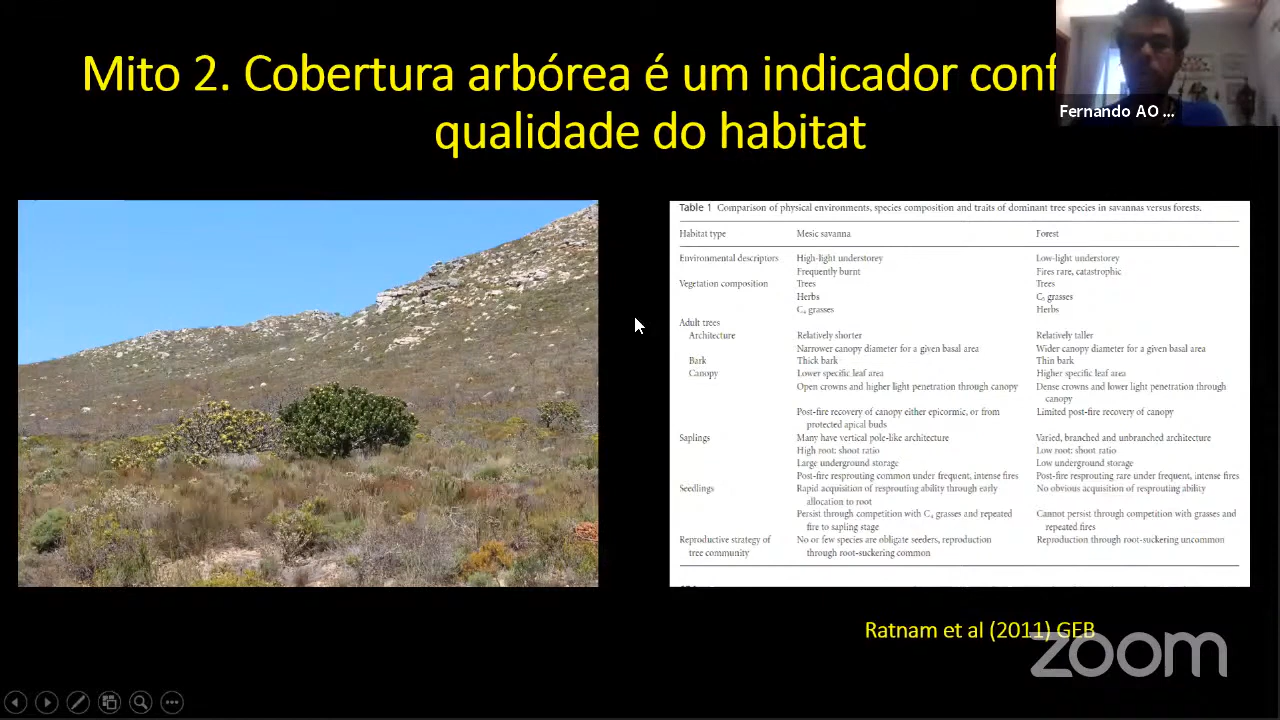 Mito 2. Cobertura arbórea é um indicador conf
qualidade do habitat
Fernando AO ...
Table 1 Comparison of physical environments, species composition and traits of dominant tree species in savannas versus forests.
Habitat type Mesic savanna Forest
Environmental descriptors High-light understorey Low-light understorey
Frequently burnt Fires rare, catastrophic
Vegetation composition Trees Trees
Herbs C₃ grasses
C₄ grasses Herbs
Adult trees
Architecture Relatively shorter Relatively taller
Narrower canopy diameter for a given basal area Wider canopy diameter for a given basal area
Bark Thick bark Thin bark
Canopy Lower specific leaf area Higher specific leaf area
Open crowns and higher light penetration through canopy Dense crowns and lower light penetration through
canopy
Post-fire recovery of canopy either epicormic, or from Limited post-fire recovery of canopy
protected apical buds
Saplings Many have vertical pole-like architecture Varied, branched and unbranched architecture
High root: shoot ratio Low root: shoot ratio
Large underground storage Low underground storage
Post-fire resprouting common under frequent, intense fires Post-fire resprouting rare under frequent, intense fires
Seedlings Rapid acquisition of resprouting ability through early No obvious acquisition of resprouting ability
allocation to root
Persist through competition with C₄ grasses and repeated Cannot persist through competition with grasses and
fire to sapling stage repeated fires
Reproductive strategy of No or few species are obligate seeders, reproduction Reproduction through root-suckering uncommon
tree community through root-suckering common
Ratnam et al (2011) GEB
zoom